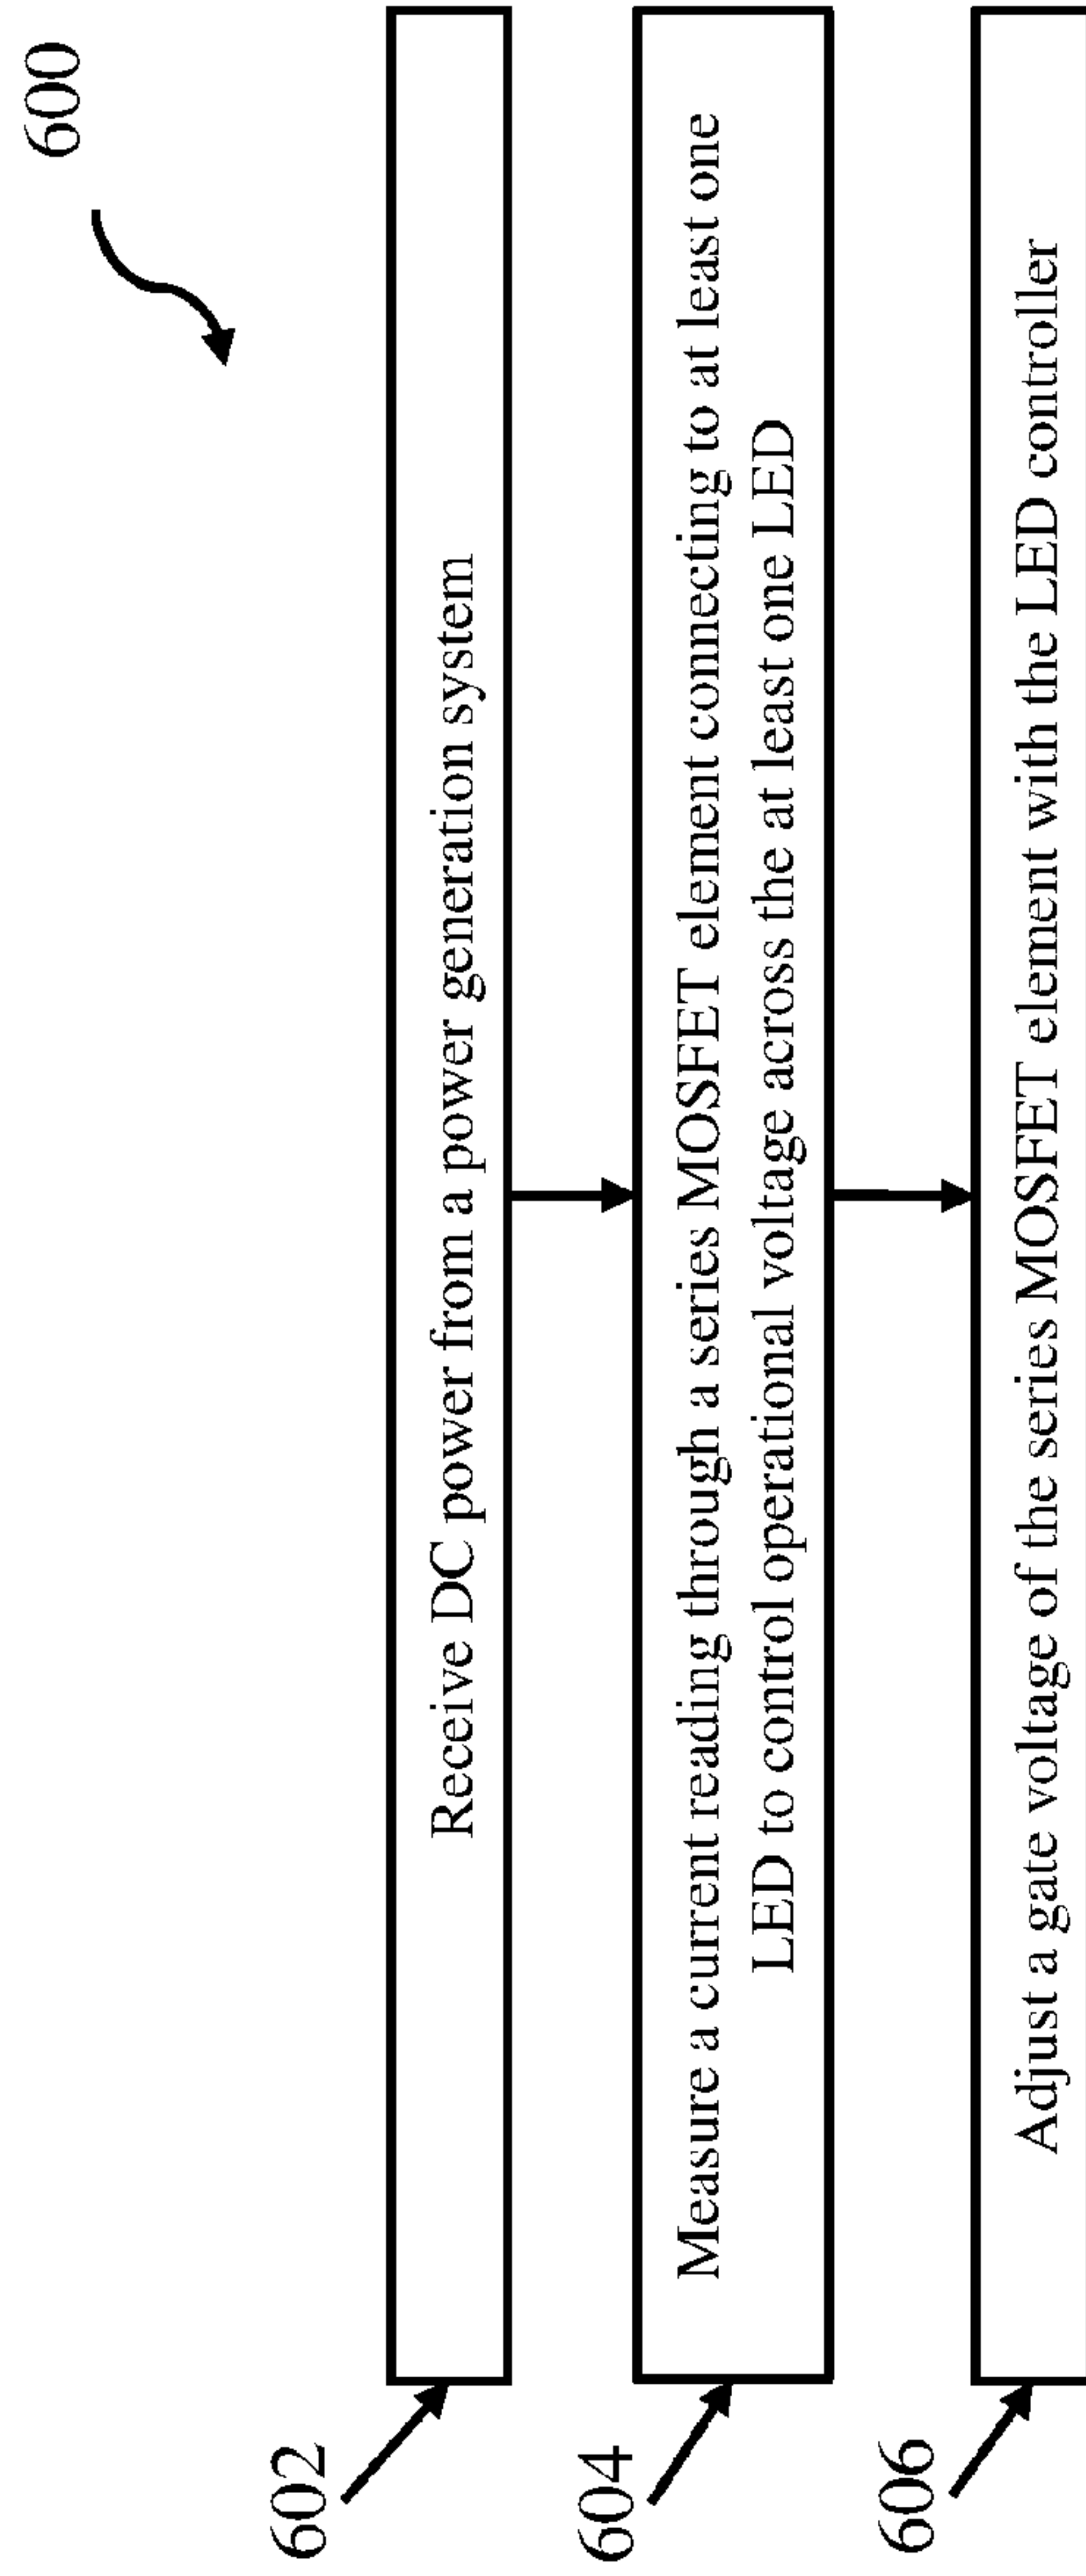 600
602
Receive DC power from a power generation system
604
Measure a current reading through a series MOSFET element connecting to at least one
LED to control operational voltage across the at least one LED
606
Adjust a gate voltage of the series MOSFET element with the LED controller